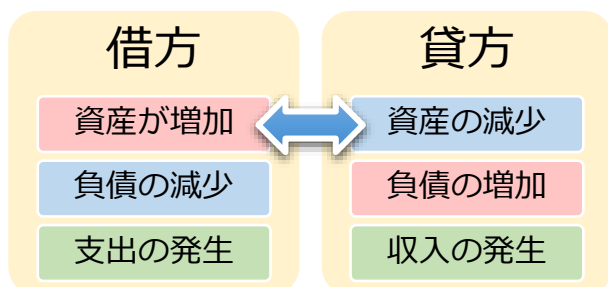 借方
資産が増加
負債の減少
支出の発生
貸方
資産の減少
負債の増加
収入の発生